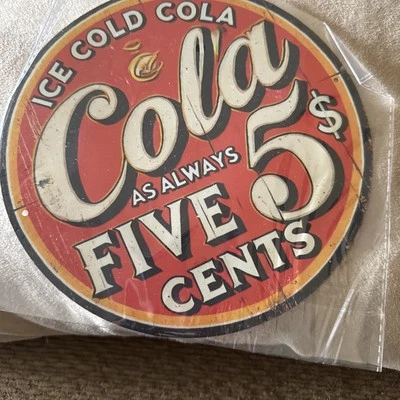 ICE COLD COLA
Cola
AS ALWAYS
5$
FIVE
CENTS